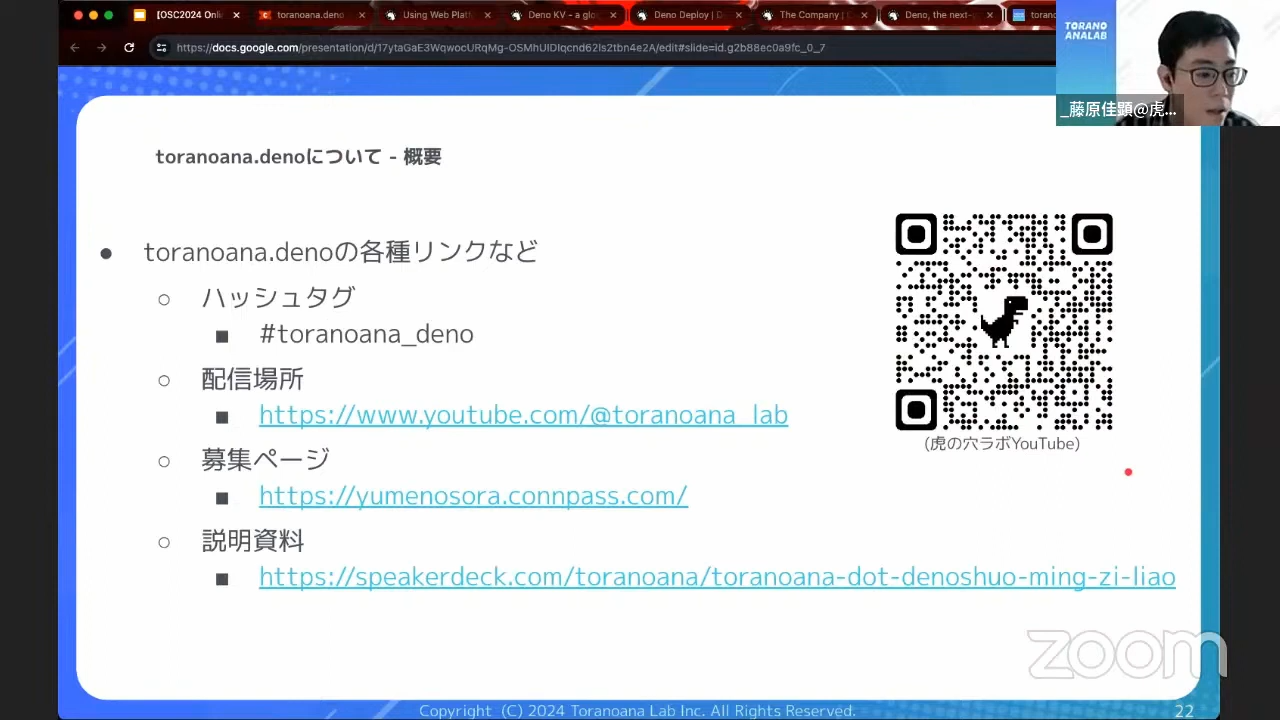 [OSC2024 Onli
toranoana.deno
Using Web Platf
Deno KV - a glo
Deno Deploy | D
The Company | D
Deno, the next-
torano
https://docs.google.com/presentation/d/17ytaGaE3WqwocURqMg-OSMhUIDIqcnd62ls2tbn4e2A/edit#slide=id.g2b88ec0a9fc_0_7
TORANO
ANALAB
_藤原佳顕@虎...
toranoana.denoについて - 概要
● toranoana.denoの各種リンクなど
○ ハッシュタグ
■ #toranoana_deno
○ 配信場所
■ https://www.youtube.com/@toranoana_lab
○ 募集ページ
■ https://yumenosora.connpass.com/
○ 説明資料
■ https://speakerdeck.com/toranoana/toranoana-dot-denoshuo-ming-zi-liao
(虎の穴ラボYouTube)
zoom
Copyright (C) 2024 Toranoana Lab Inc. All Rights Reserved.
22